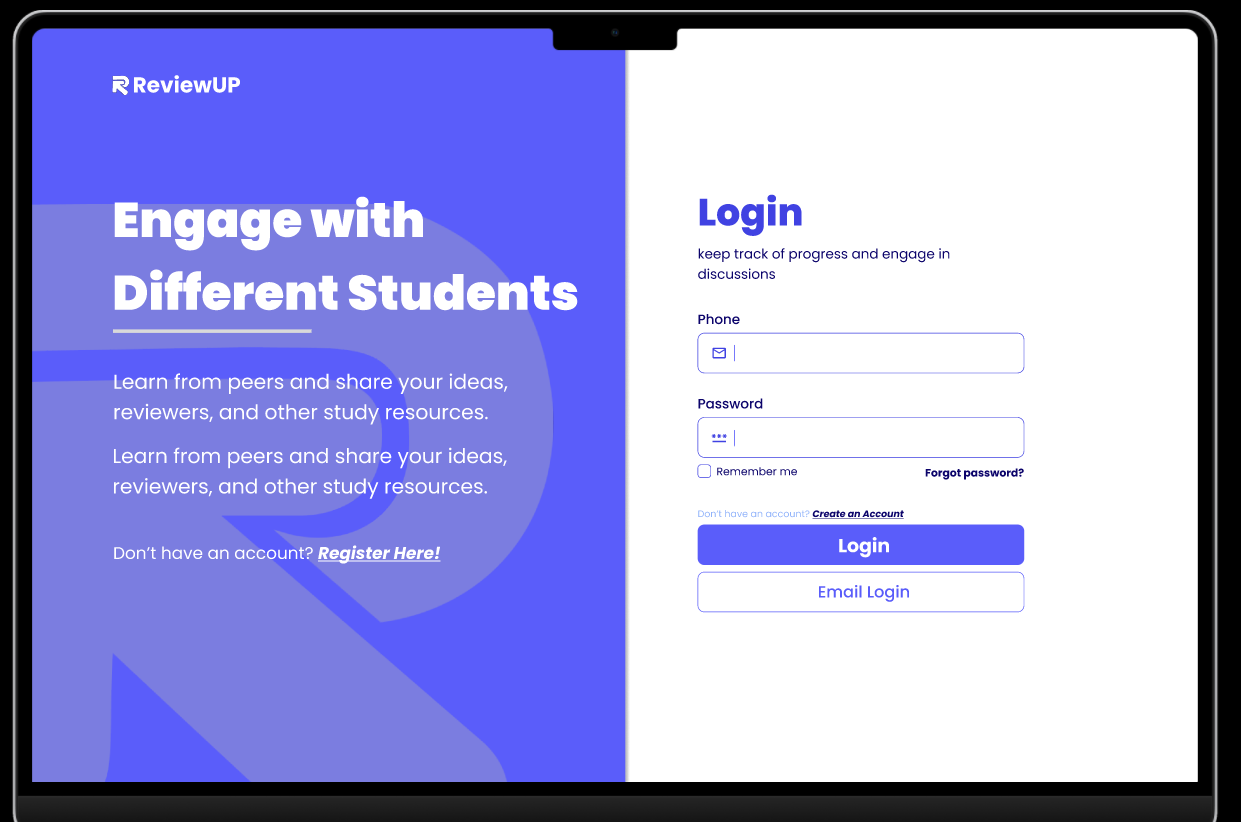 ReviewUP
Engage with
Different Students
Learn from peers and share your ideas,
reviewers, and other study resources.
Learn from peers and share your ideas,
reviewers, and other study resources.
Don't have an account? Register Here!
Login
keep track of progress and engage in
discussions
Phone
Password
Remember me
Forgot password?
Don't have an account? Create an Account
Login
Email Login